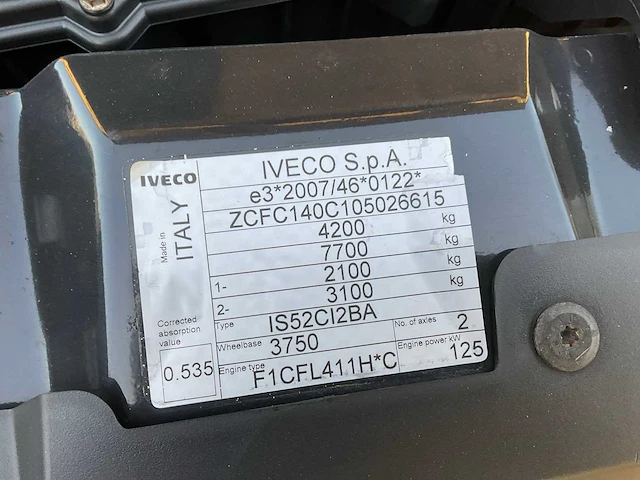 IVECO
IVECO S.p.A.
e3*2007/46*0122*
ZCFC140C105026615
4200 kg
7700 kg
1- 2100 kg
2- 3100 kg
Made in
ITALY
Type IS52CI2BA No. of axles 2
Wheelbase 3750 Engine power kW
Engine type F1CFL411H*C 125
Corrected
absorption
value
0.535